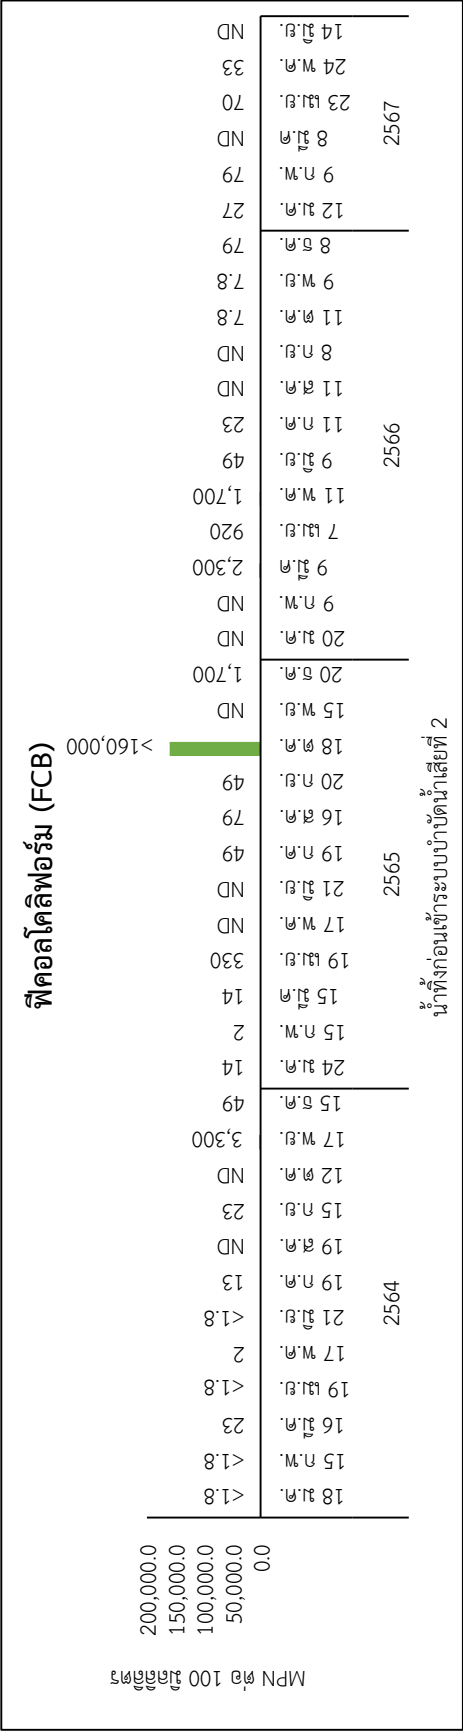 ฟีคอลโคลิฟอร์ม (FCB)
MPN ต่อ 100 มิลลิลิตร
200,000.0
150,000.0
100,000.0
50,000.0
0.0
<1.8
<1.8
23
<1.8
2
<1.8
13
ND
23
ND
3,300
49
14
2
14
330
ND
ND
49
79
49
>160,000
ND
1,700
ND
ND
2,300
920
1,700
49
23
ND
ND
7.8
7.8
79
27
79
ND
70
33
ND
18 ม.ค.
15 ก.พ.
16 มี.ค.
19 เม.ย.
17 พ.ค.
21 มิ.ย.
19 ก.ค.
19 ส.ค.
15 ก.ย.
12 ต.ค.
17 พ.ย.
15 ธ.ค.
24 ม.ค.
15 ก.พ.
15 มี.ค
19 เม.ย.
17 พ.ค.
21 มิ.ย.
19 ก.ค.
16 ส.ค.
20 ก.ย.
18 ต.ค.
15 พ.ย.
20 ธ.ค.
20 ม.ค.
9 ก.พ.
9 มี.ค
7 เม.ย.
11 พ.ค.
9 มิ.ย.
11 ก.ค.
11 ส.ค.
8 ก.ย.
11 ต.ค.
9 พ.ย.
8 ธ.ค.
12 ม.ค.
9 ก.พ.
8 มี.ค
23 เม.ย.
24 พ.ค.
14 มิ.ย.
2564
2565
2566
2567
น้ำทิ้งก่อนเข้าระบบบำบัดน้ำเสียที่ 2